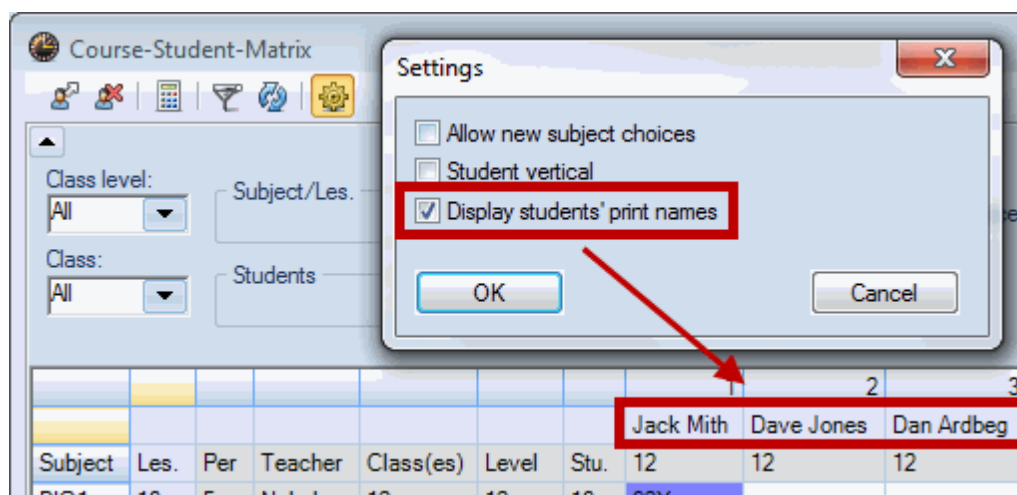 Course-Student-Matrix
Settings
Allow new subject choices
Student vertical
Display students' print names
OK
Cancel
Class level:
All
Subject/Les.
Class:
All
Students
1 2 3
Jack Mith Dave Jones Dan Ardbeg
Subject Les. Per Teacher Class(es) Level Stu. 12 12 12